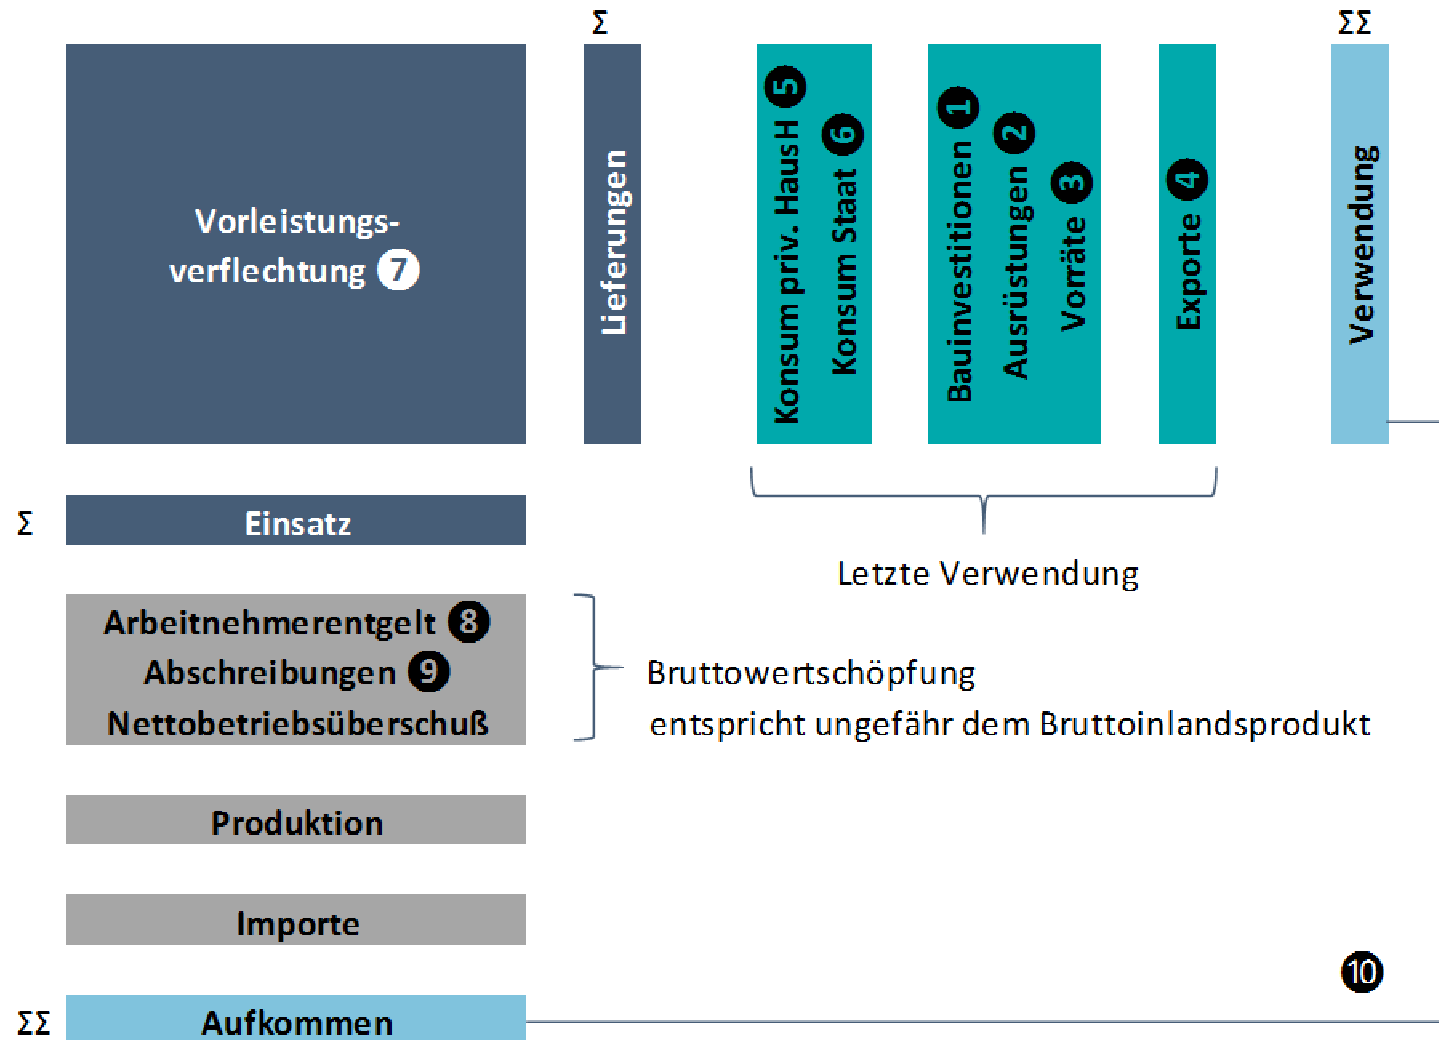 Σ
ΣΣ
Vorleistungs-
verflechtung 7
Lieferungen
Konsum priv. HausH 5
Konsum Staat 6
Bauinvestitionen 1
Ausrüstungen 2
Vorräte 3
Exporte 4
Verwendung
Σ
Einsatz
Letzte Verwendung
Arbeitnehmerentgelt 8
Abschreibungen 9
Nettobetriebsüberschuß
Bruttowertschöpfung
entspricht ungefähr dem Bruttoinlandsprodukt
Produktion
Importe
10
ΣΣ
Aufkommen